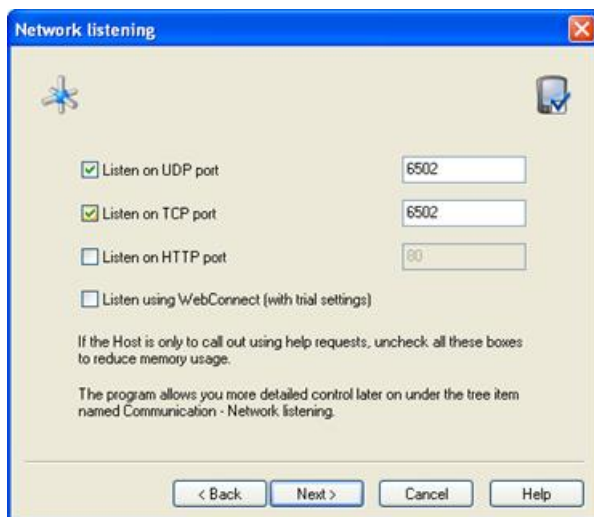 Network listening
Listen on UDP port 6502
Listen on TCP port 6502
Listen on HTTP port 80
Listen using WebConnect (with trial settings)
If the Host is only to call out using help requests, uncheck all these boxes
to reduce memory usage.
The program allows you more detailed control later on under the tree item
named Communication - Network listening.
< Back Next > Cancel Help